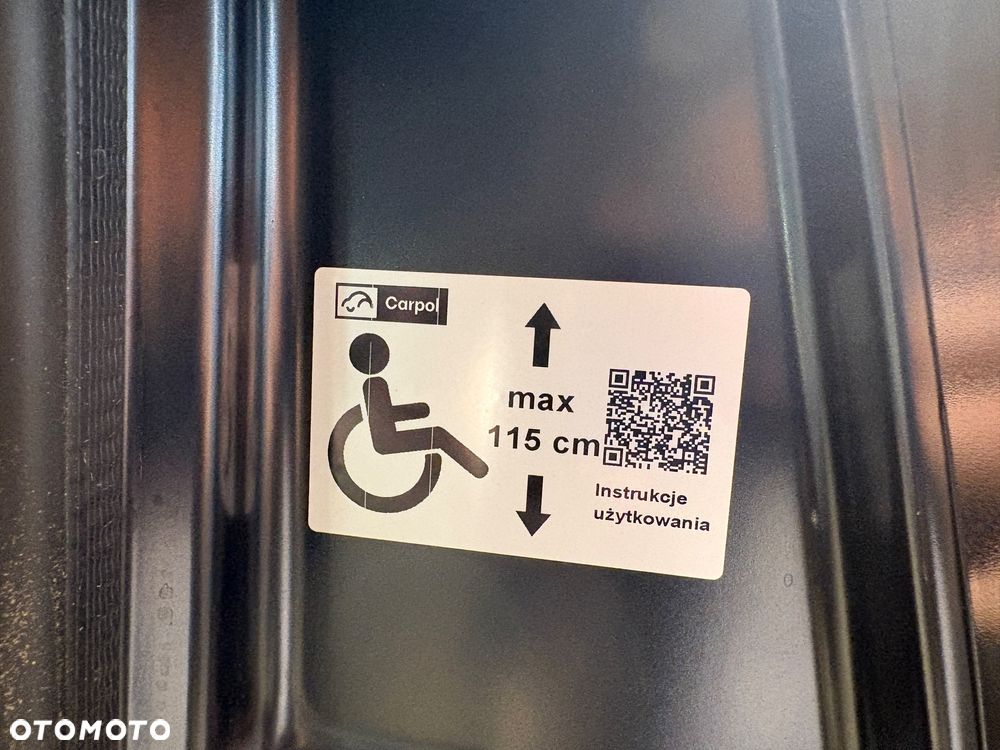 Carpol
max
115 cm
Instrukcje
użytkowania
OTOMOTO